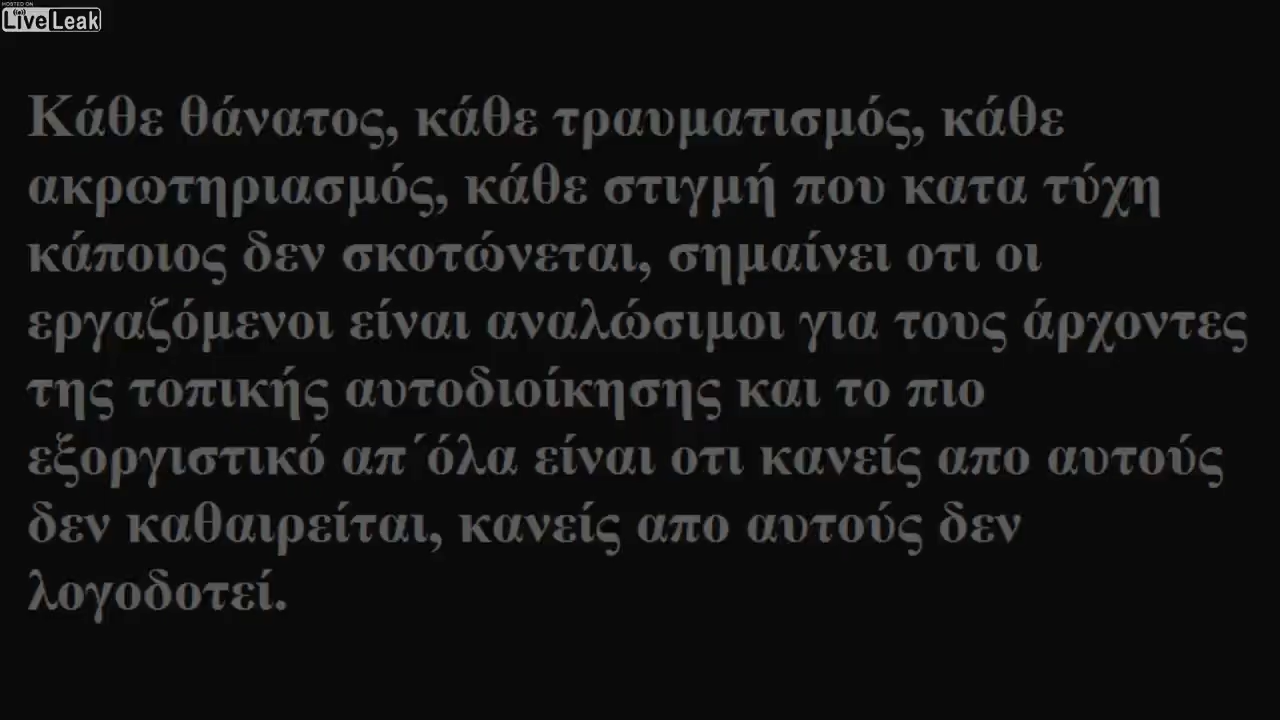 POSTED ON
LiveLeak
Κάθε θάνατος, κάθε τραυματισμός, κάθε
ακρωτηριασμός, κάθε στιγμή που κατα τύχη
κάποιος δεν σκοτώνεται, σημαίνει οτι οι
εργαζόμενοι είναι αναλώσιμοι για τους άρχοντες
της τοπικής αυτοδιοίκησης και το πιο
εξοργιστικό απ΄όλα είναι οτι κανείς απο αυτούς
δεν καθαιρείται, κανείς απο αυτούς δεν
λογοδοτεί.